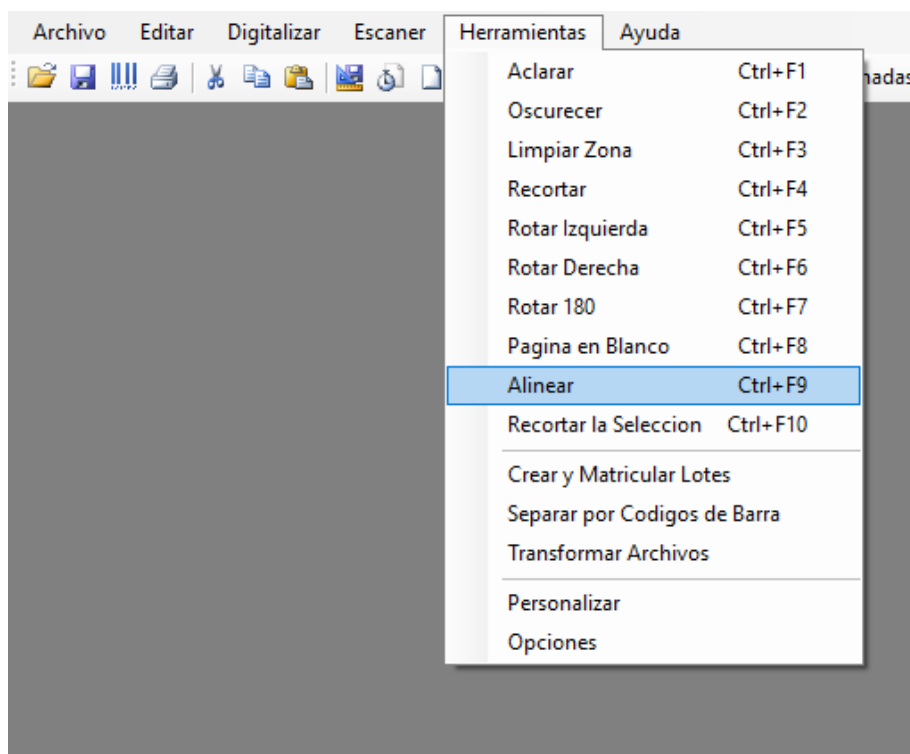 Archivo Editar Digitalizar Escaner Herramientas Ayuda
Aclarar Ctrl+F1
Oscurecer Ctrl+F2
Limpiar Zona Ctrl+F3
Recortar Ctrl+F4
Rotar Izquierda Ctrl+F5
Rotar Derecha Ctrl+F6
Rotar 180 Ctrl+F7
Pagina en Blanco Ctrl+F8
Alinear Ctrl+F9
Recortar la Seleccion Ctrl+F10
Crear y Matricular Lotes
Separar por Codigos de Barra
Transformar Archivos
Personalizar
Opciones